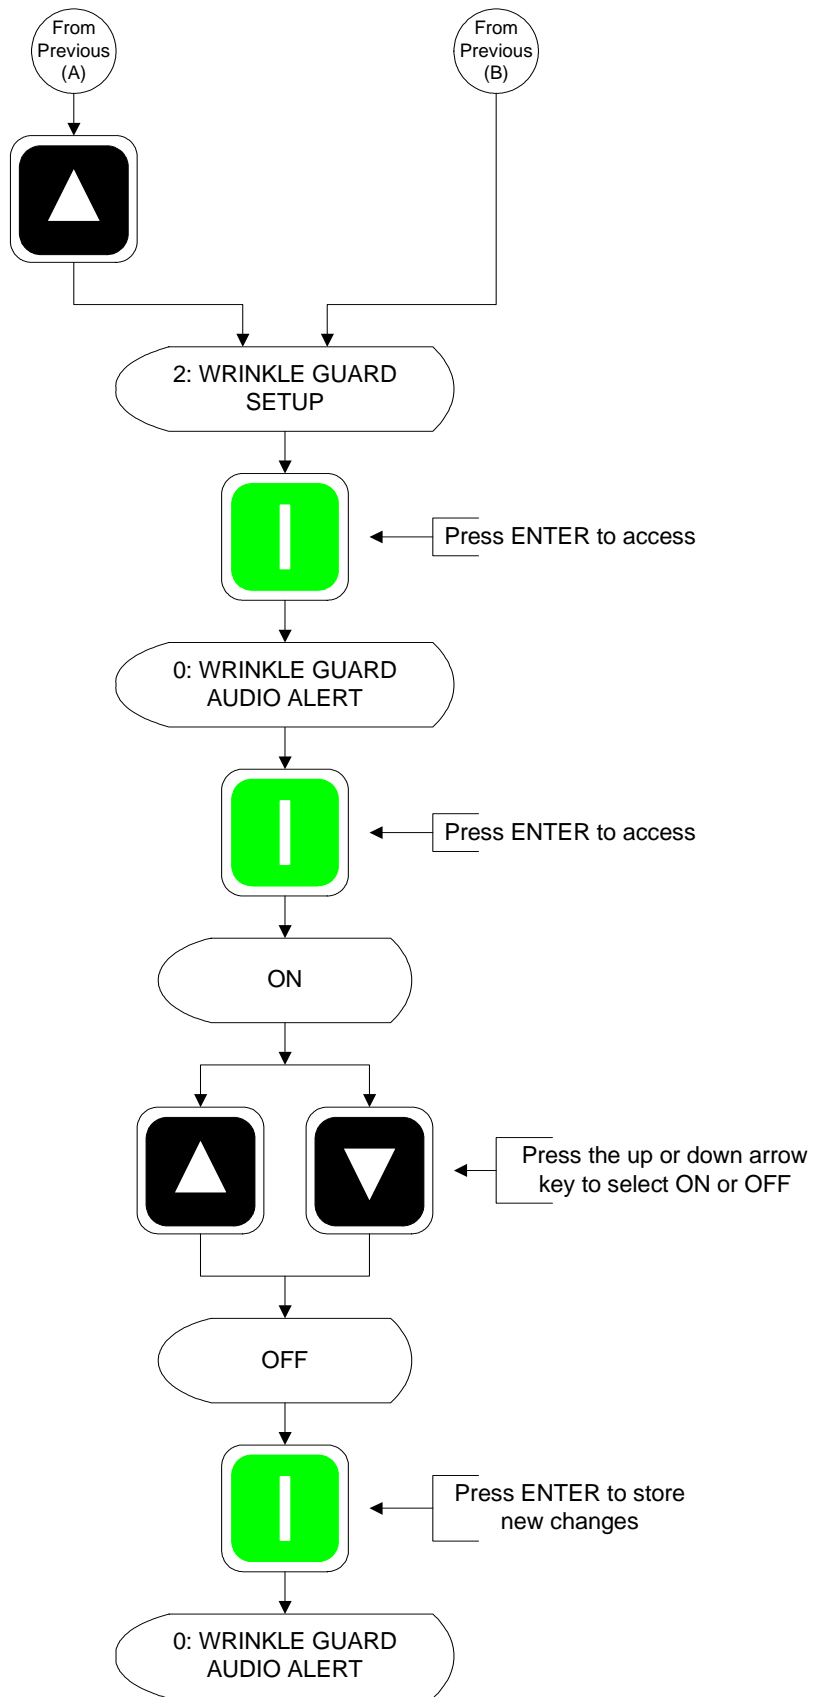 From
Previous
(A)
From
Previous
(B)
2: WRINKLE GUARD
SETUP
Press ENTER to access
0: WRINKLE GUARD
AUDIO ALERT
Press ENTER to access
ON
Press the up or down arrow
key to select ON or OFF
OFF
Press ENTER to store
new changes
0: WRINKLE GUARD
AUDIO ALERT